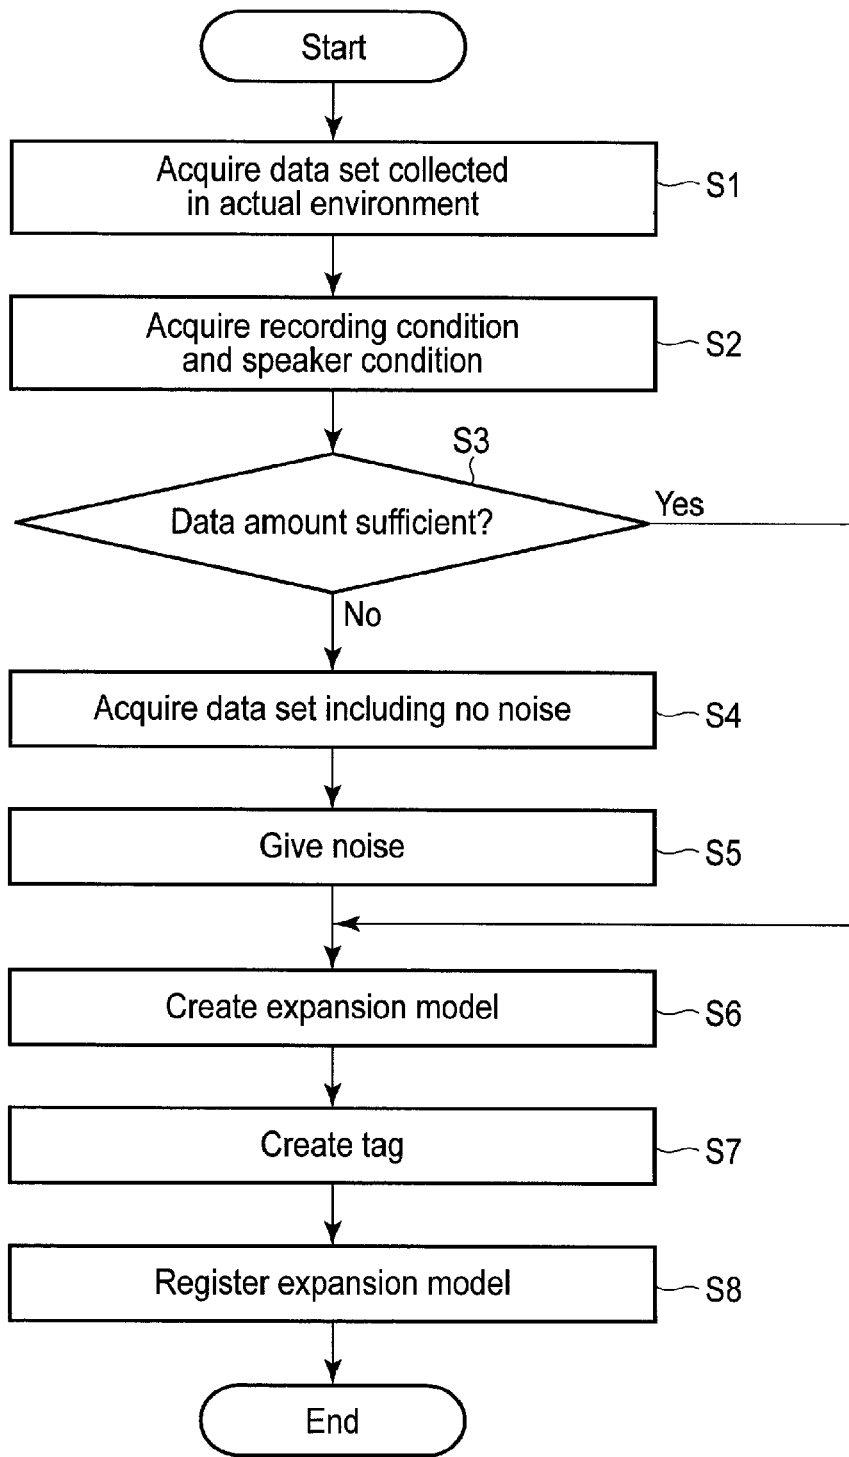 Start
Acquire data set collected
in actual environment
S1
Acquire recording condition
and speaker condition
S2
S3
Data amount sufficient?
Yes
No
Acquire data set including no noise
S4
Give noise
S5
Create expansion model
S6
Create tag
S7
Register expansion model
S8
End